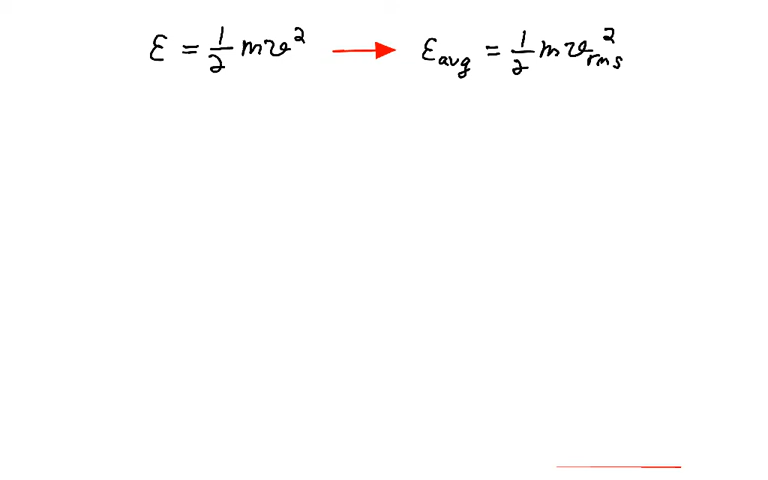 ε = 1/2 mv² → ε_avg = 1/2 mv_rms²